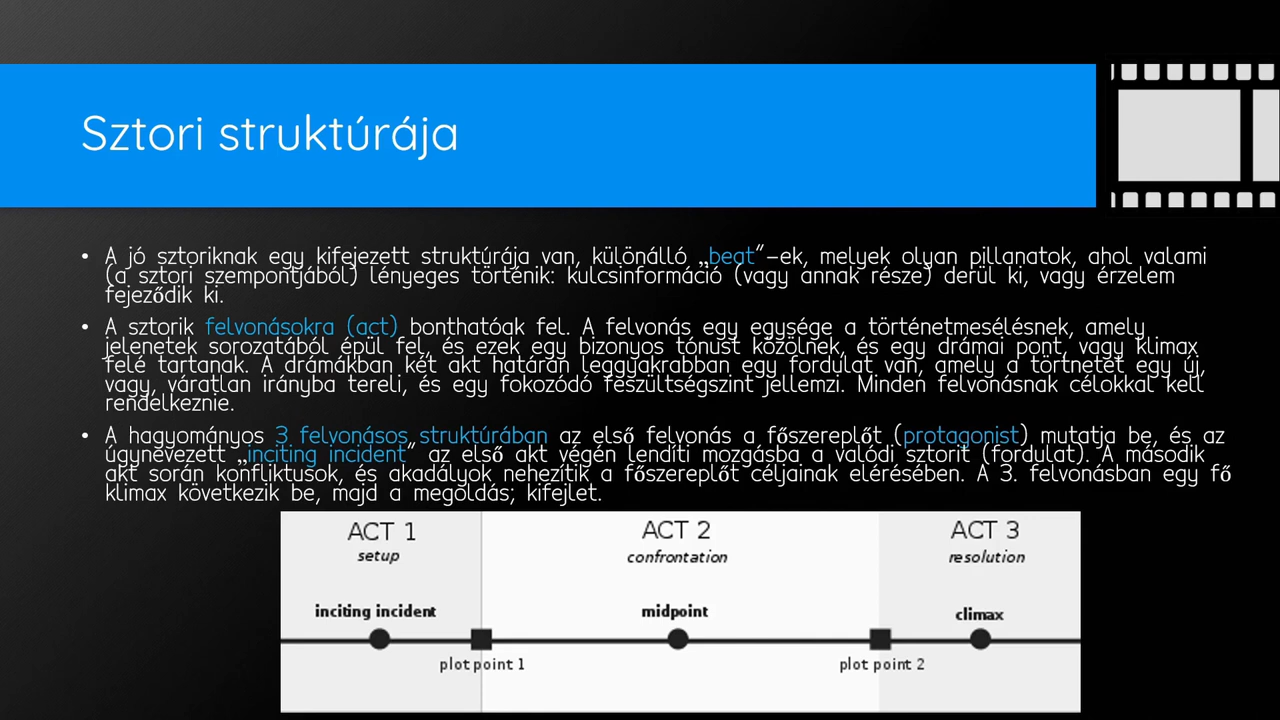 Sztori struktúrája
• A jó sztoriknak egy kifejezett struktúrája van, különálló „beat”-ek, melyek olyan pillanatok, ahol valami
(a sztori szempontjából) lényeges történik: kulcsinformáció (vagy annak része) derül ki, vagy érzelem
fejeződik ki.
• A sztorik felvonásokra (act) bonthatóak fel. A felvonás egy egysége a történetmesélésnek, amely
jelenetek sorozatából épül fel, és ezek egy bizonyos tónust közölnek, és egy drámai pont, vagy klimax
felé tartanak. A drámákban két akt határán leggyakrabban egy fordulat van, amely a törtnetet egy új,
vagy, váratlan irányba tereli, és egy fokozódó feszültségszint jellemzi. Minden felvonásnak célokkal kell
rendelkeznie.
• A hagyományos 3 felvonásos struktúrában az első felvonás a főszereplőt (protagonist) mutatja be, és az
úgynevezett „inciting incident” az első akt végén lendíti mozgásba a valódi sztorit (fordulat). A második
akt során konfliktusok, és akadályok nehezítik a főszereplőt céljainak elérésében. A 3. felvonásban egy fő
klimax következik be, majd a megoldás; kifejlet.
ACT 1 ACT 2 ACT 3
setup confrontation resolution
inciting incident midpoint climax
plot point 1 plot point 2